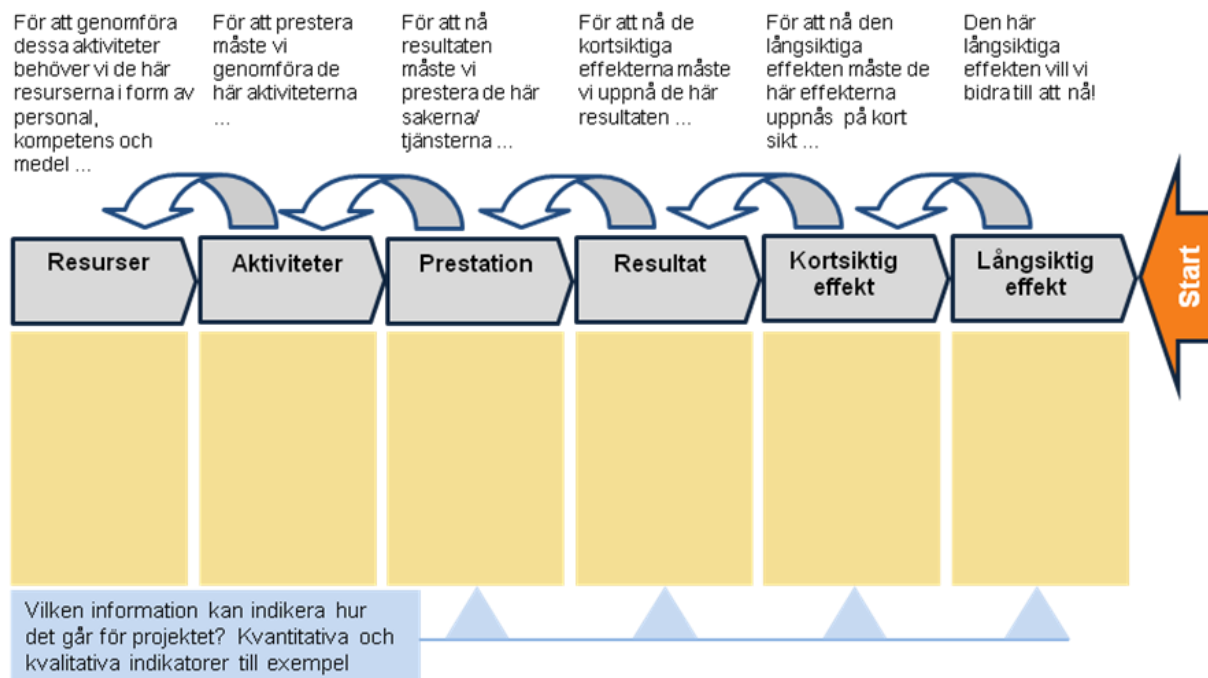 För att genomföra
dessa aktiviteter
behöver vi de här
resurserna i form av
personal,
kompetens och
medel ...
För att prestera
måste vi
genomföra de
här aktiviteterna
...
För att nå
resultaten
måste vi
prestera de här
sakerna/
tjänsterna ...
För att nå de
kortsiktiga
effekterna måste
vi uppnå de här
resultaten ...
För att nå den
långsiktiga
effekten måste de
här effekterna
uppnås på kort
sikt ...
Den här
långsiktiga
effekten vill vi
bidra till att nå!
Resurser
Aktiviteter
Prestation
Resultat
Kortsiktig
effekt
Långsiktig
effekt
Start
Vilken information kan indikera hur
det går för projektet? Kvantitativa och
kvalitativa indikatorer till exempel